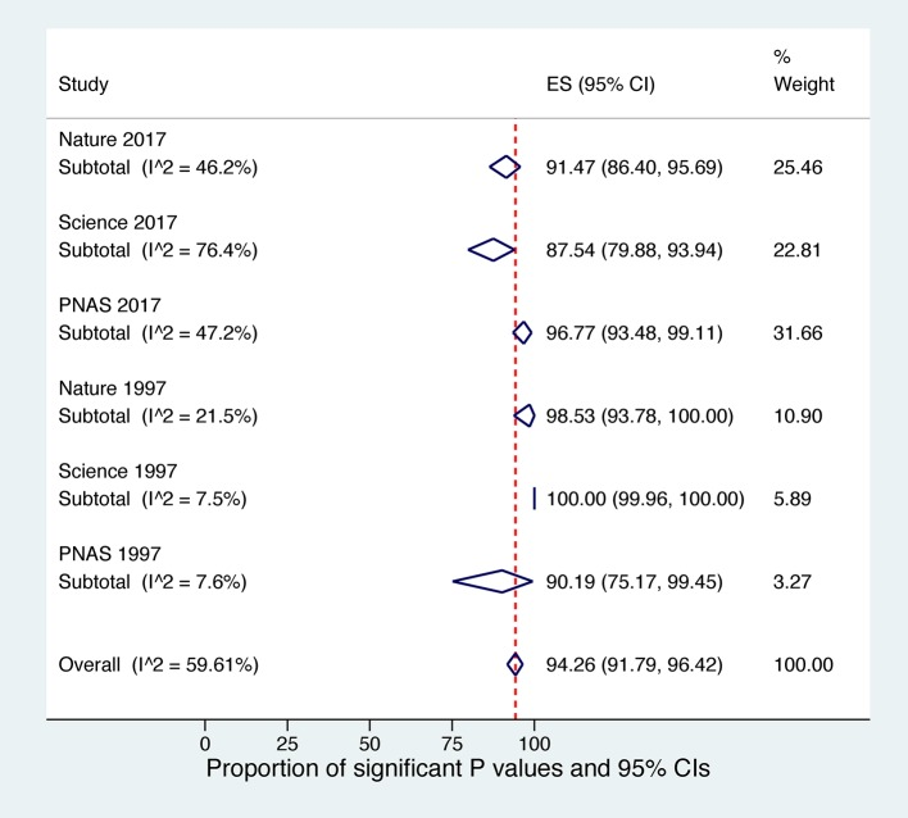 %
Study ES (95% CI) Weight
Nature 2017
Subtotal (I^2 = 46.2%) 91.47 (86.40, 95.69) 25.46
Science 2017
Subtotal (I^2 = 76.4%) 87.54 (79.88, 93.94) 22.81
PNAS 2017
Subtotal (I^2 = 47.2%) 96.77 (93.48, 99.11) 31.66
Nature 1997
Subtotal (I^2 = 21.5%) 98.53 (93.78, 100.00) 10.90
Science 1997
Subtotal (I^2 = 7.5%) 100.00 (99.96, 100.00) 5.89
PNAS 1997
Subtotal (I^2 = 7.6%) 90.19 (75.17, 99.45) 3.27
Overall (I^2 = 59.61%) 94.26 (91.79, 96.42) 100.00
0 25 50 75 100
Proportion of significant P values and 95% CIs